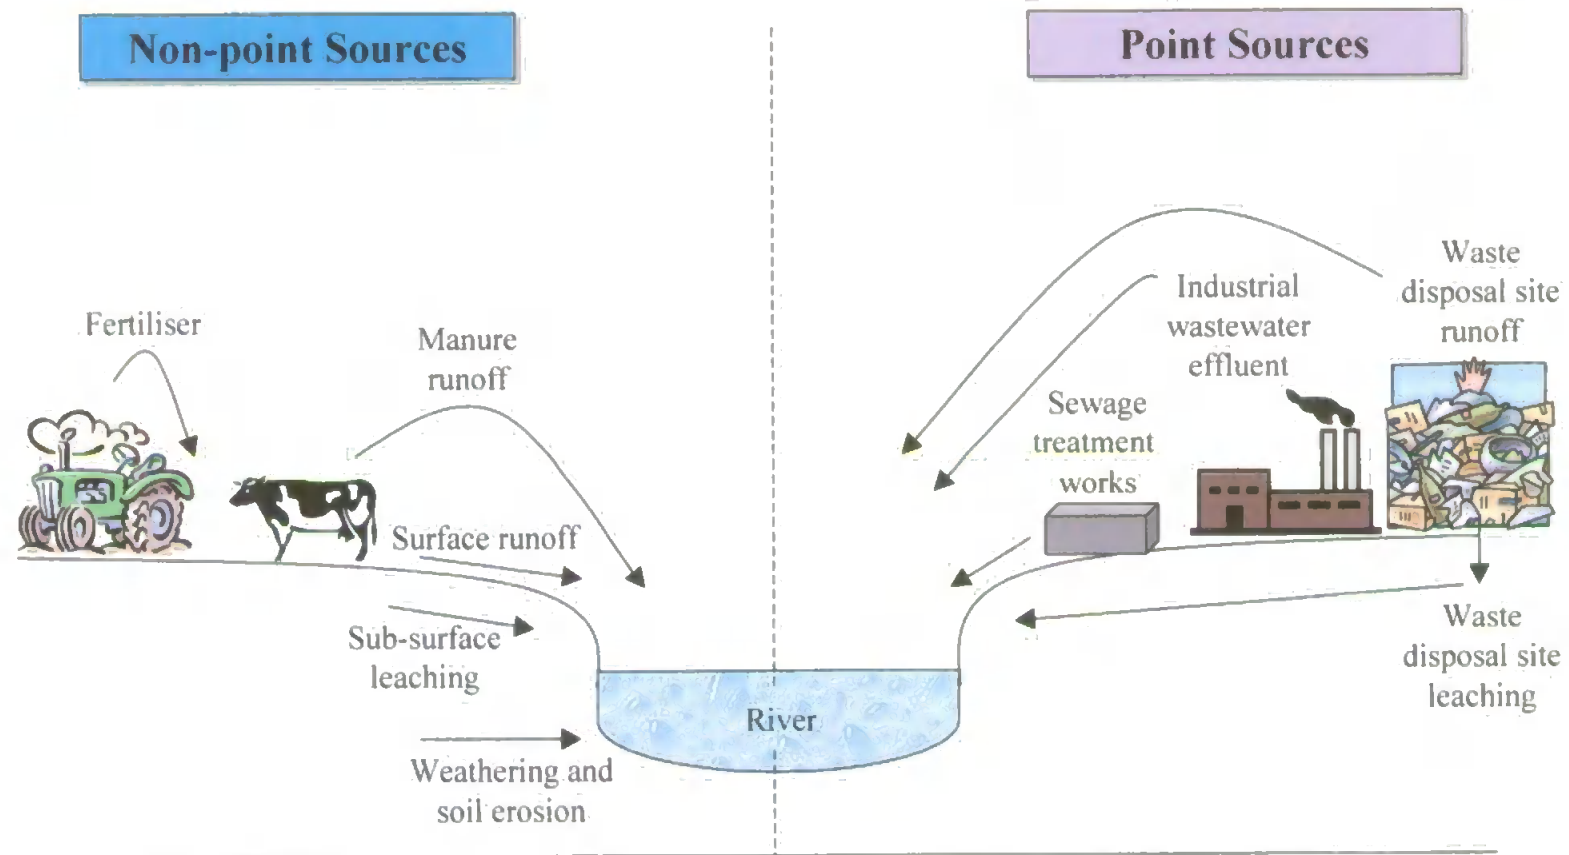 Non-point Sources
Point Sources
Fertiliser
Manure
runoff
Surface runoff
Sub-surface
leaching
Weathering and
soil erosion
River
Waste
disposal site
runoff
Industrial
wastewater
effluent
Sewage
treatment
works
Waste
disposal site
leaching